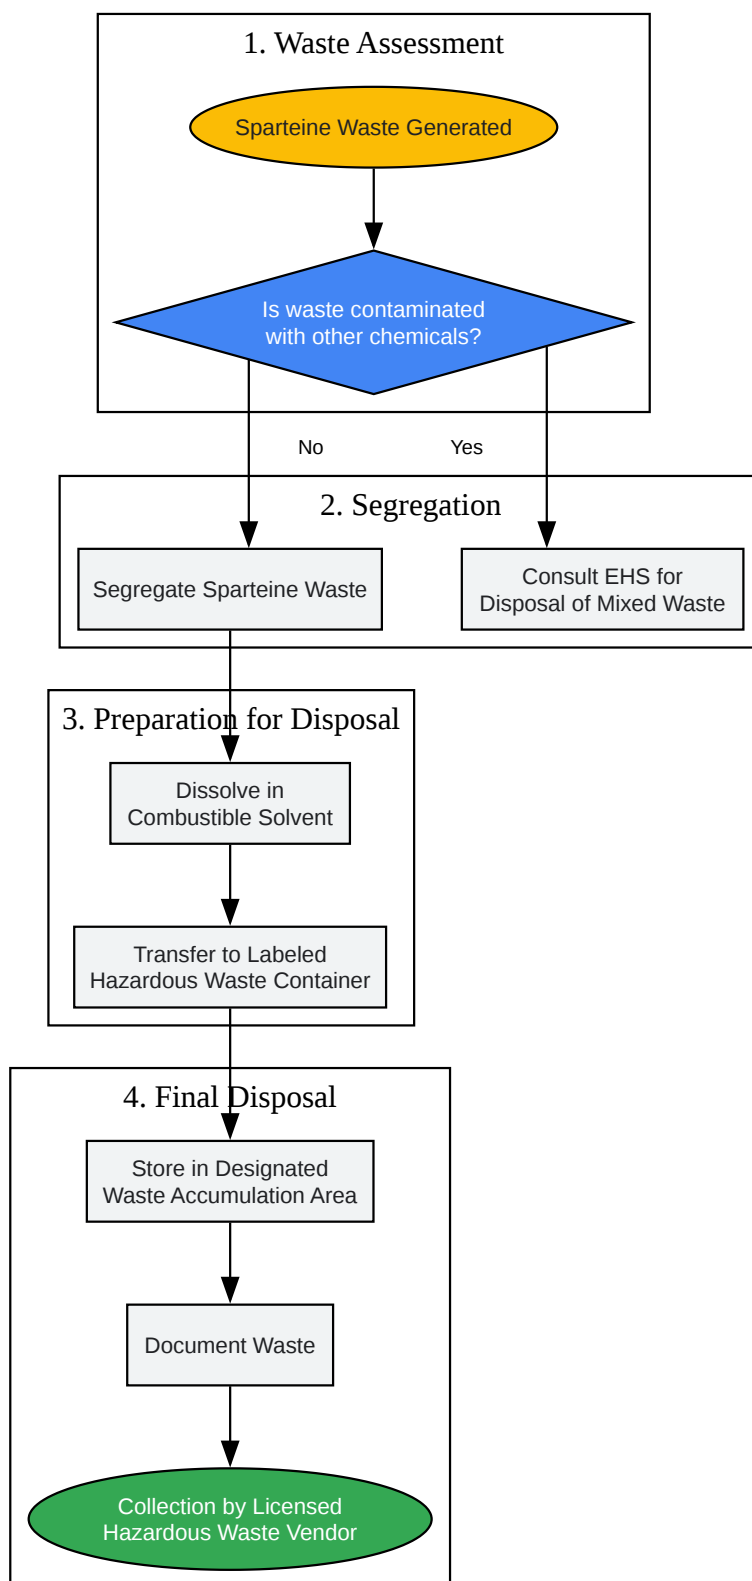 1. Waste Assessment
Sparteine Waste Generated
Is waste contaminated
with other chemicals?
No
Yes
2. Segregation
Segregate Sparteine Waste
Consult EHS for
Disposal of Mixed Waste
3. Preparation for Disposal
Dissolve in
Combustible Solvent
Transfer to Labeled
Hazardous Waste Container
4. Final Disposal
Store in Designated
Waste Accumulation Area
Document Waste
Collection by Licensed
Hazardous Waste Vendor